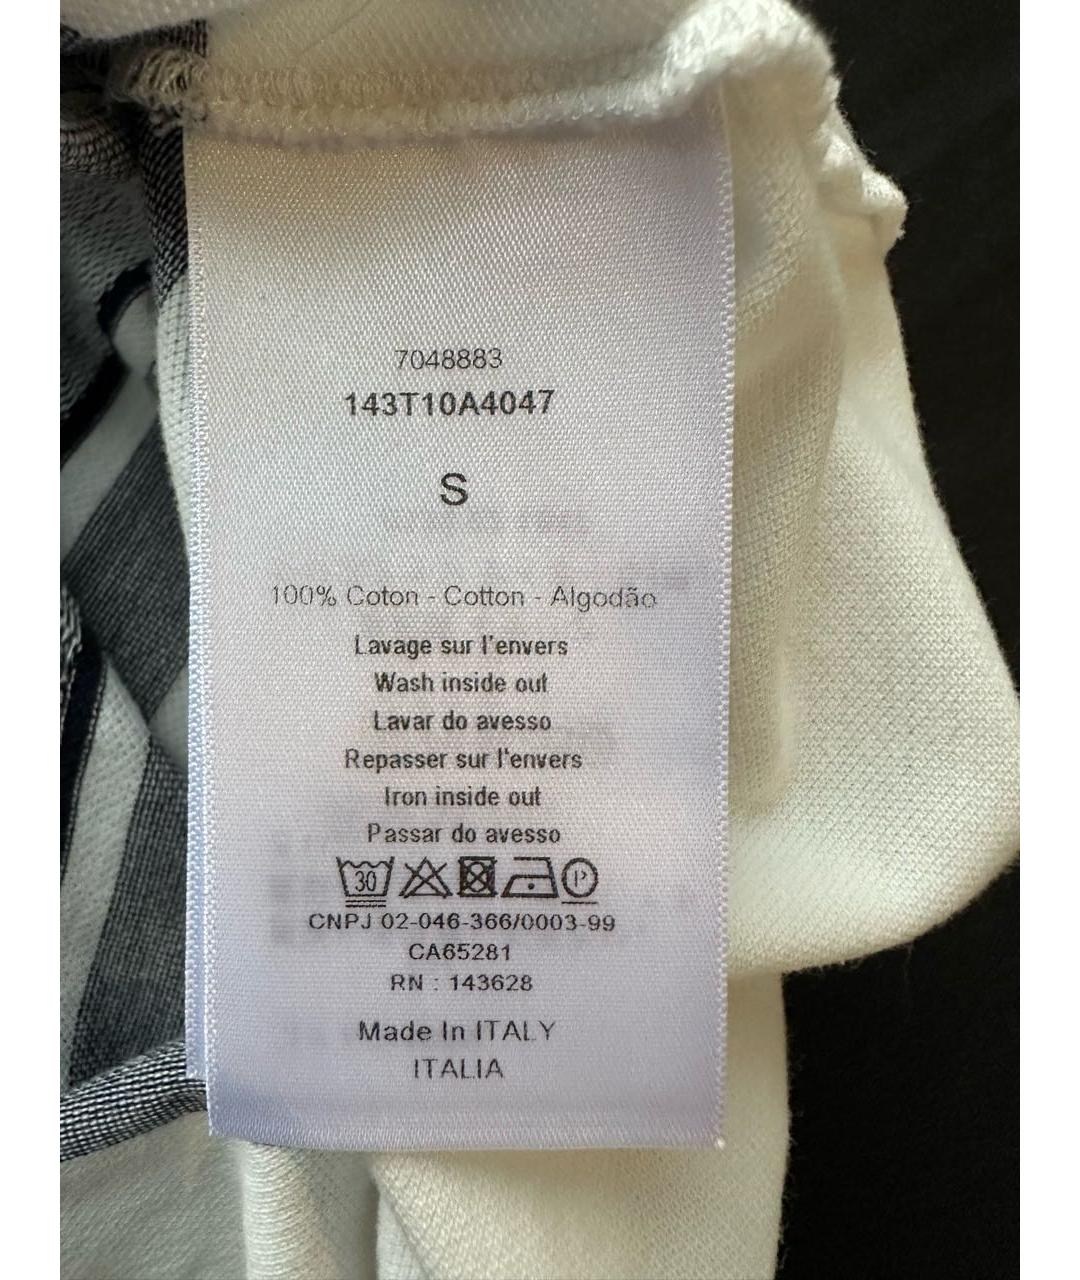 7048883
143T10A4047
S
100% Coton - Cotton - Algodão
Lavage sur l'envers
Wash inside out
Lavar do avesso
Repasser sur l'envers
Iron inside out
Passar do avesso
30 P
CNPJ 02-046-366/0003-99
CA65281
RN : 143628
Made In ITALY
ITALIA